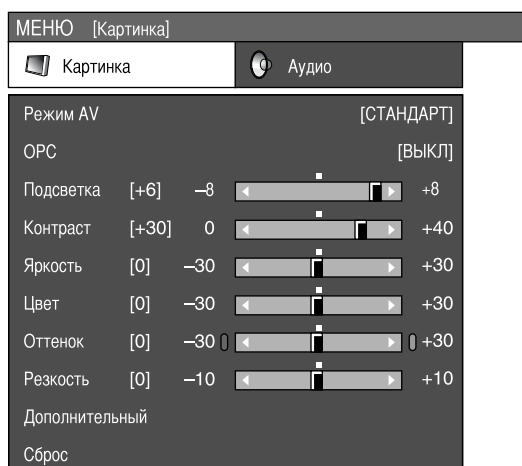 МЕНЮ [Картинка]
Картинка Аудио
Режим AV [СТАНДАРТ]
OPC [ВЫКЛ]
Подсветка [+6] –8 +8
Контраст [+30] 0 +40
Яркость [0] –30 +30
Цвет [0] –30 +30
Оттенок [0] –30 +30
Резкость [0] –10 +10
Дополнительный
Сброс